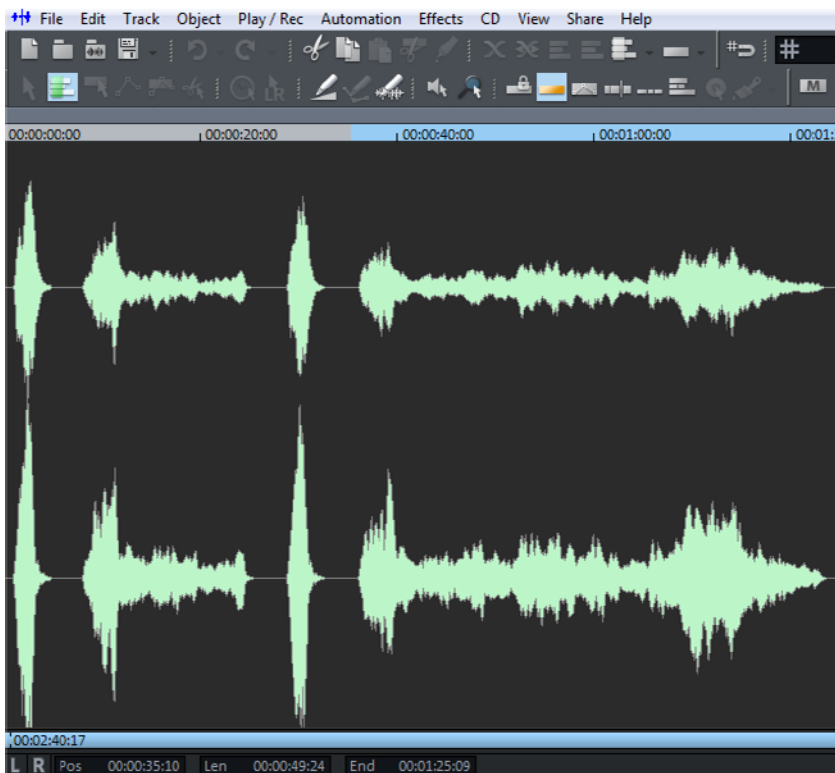 File Edit Track Object Play / Rec Automation Effects CD View Share Help
M
00:00:00:00 00:00:20:00 00:00:40:00 00:01:00:00 00:01:
00:02:40:17
L R Pos 00:00:35:10 Len 00:00:49:24 End 00:01:25:09